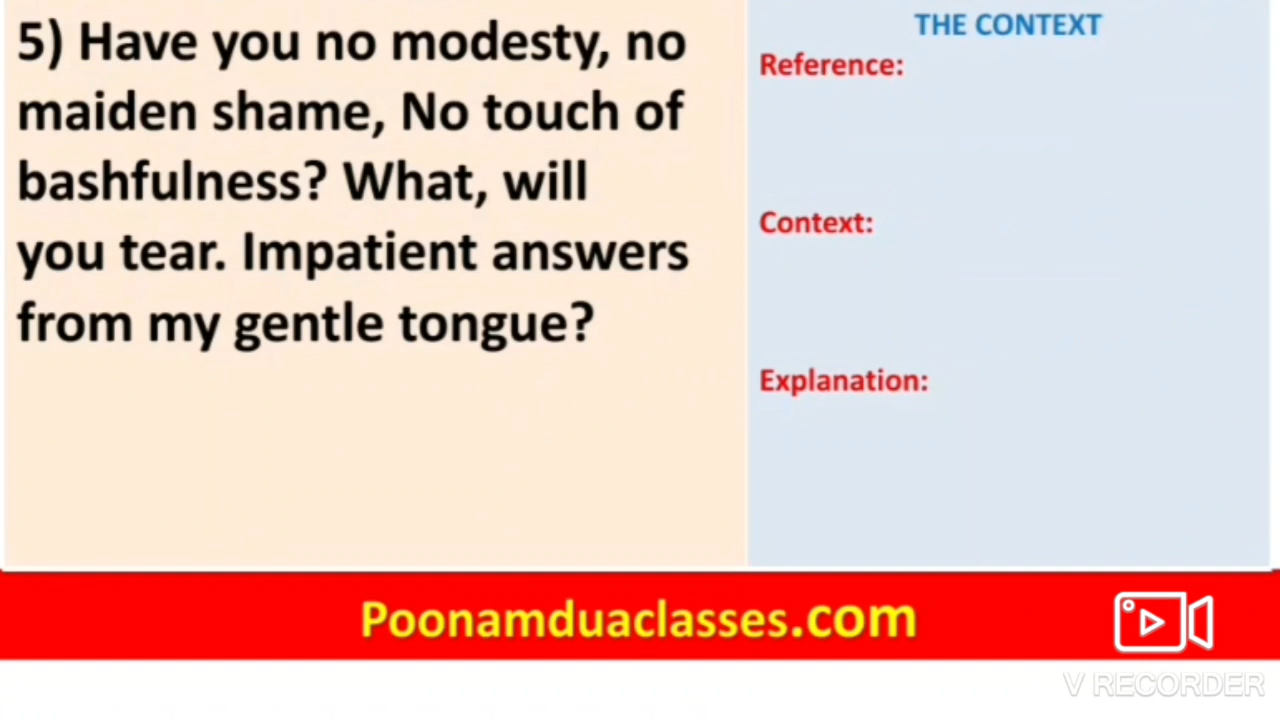 5) Have you no modesty, no
maiden shame, No touch of
bashfulness? What, will
you tear. Impatient answers
from my gentle tongue?
THE CONTEXT
Reference:
Context:
Explanation:
Poonamduaclasses.com
V RECORDER